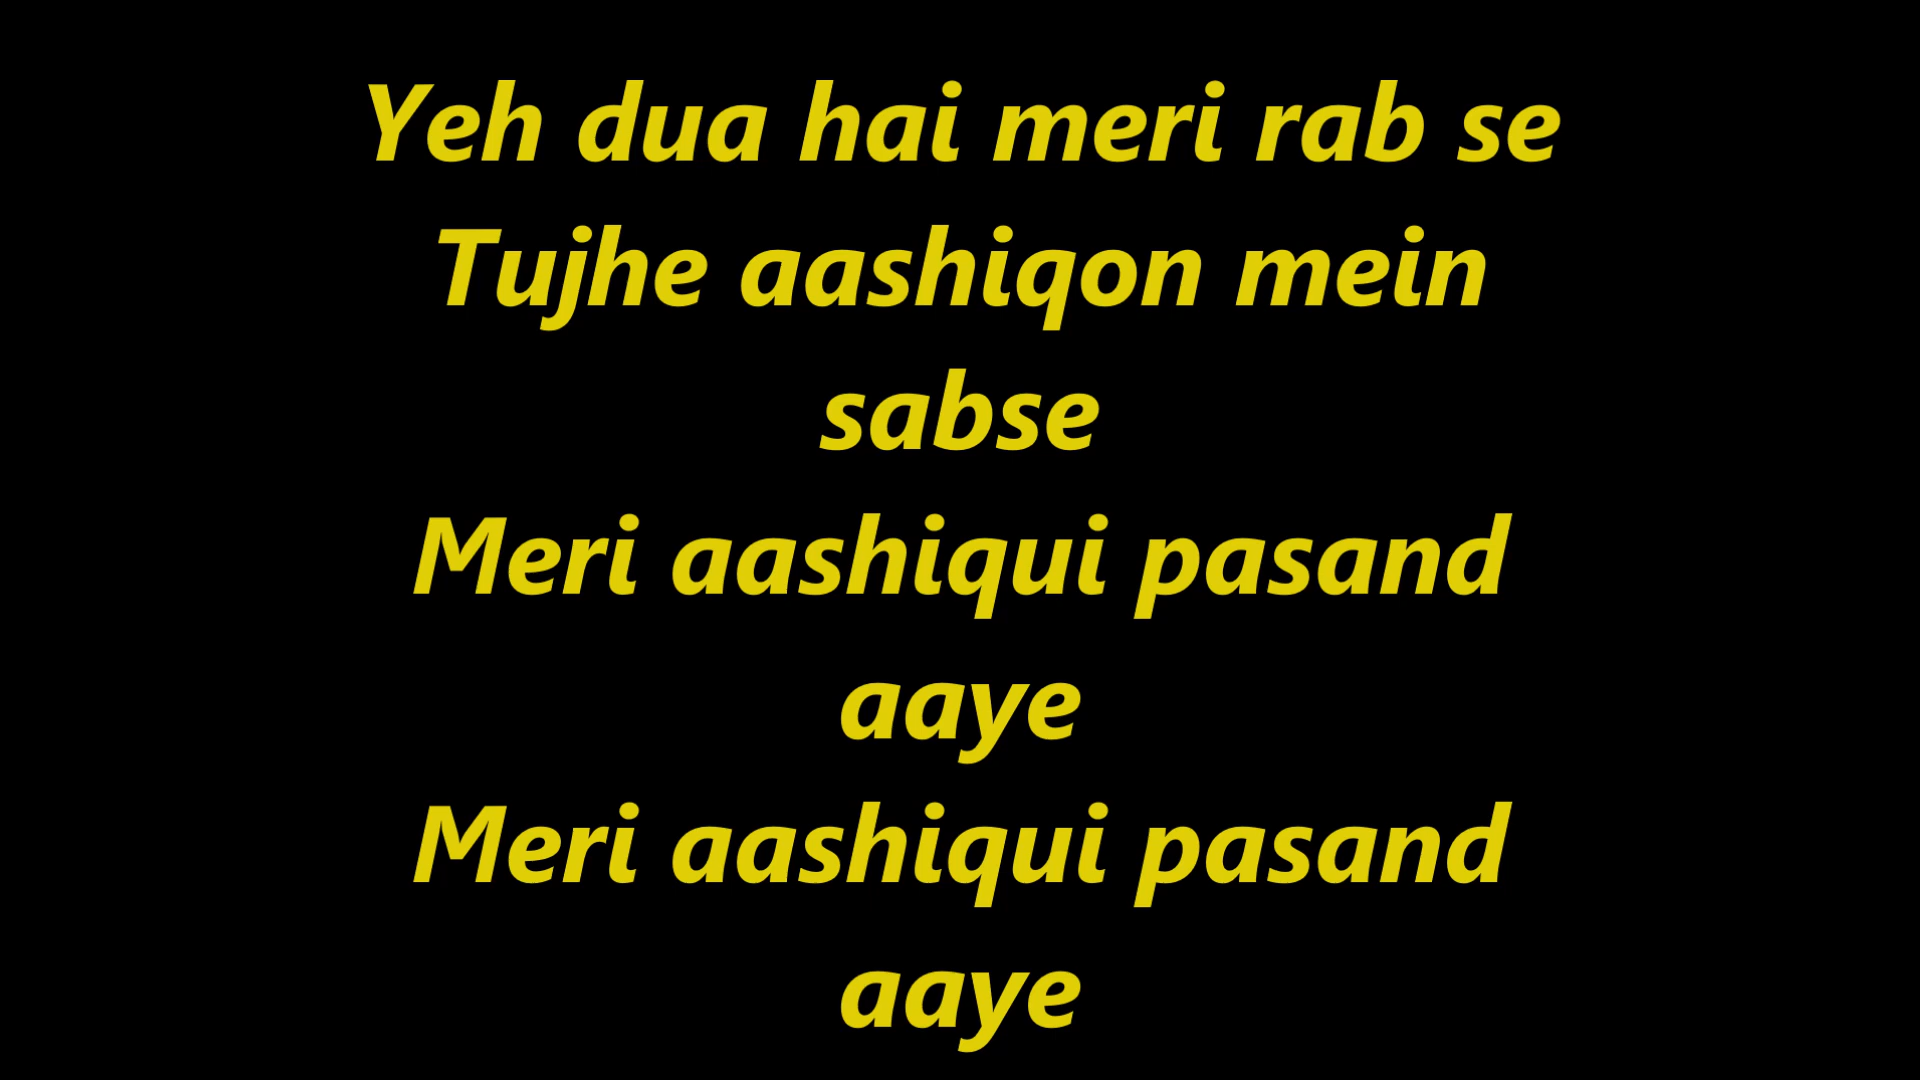 Yeh dua hai meri rab se
Tujhe aashiqon mein
sabse
Meri aashiqui pasand
aaye
Meri aashiqui pasand
aaye